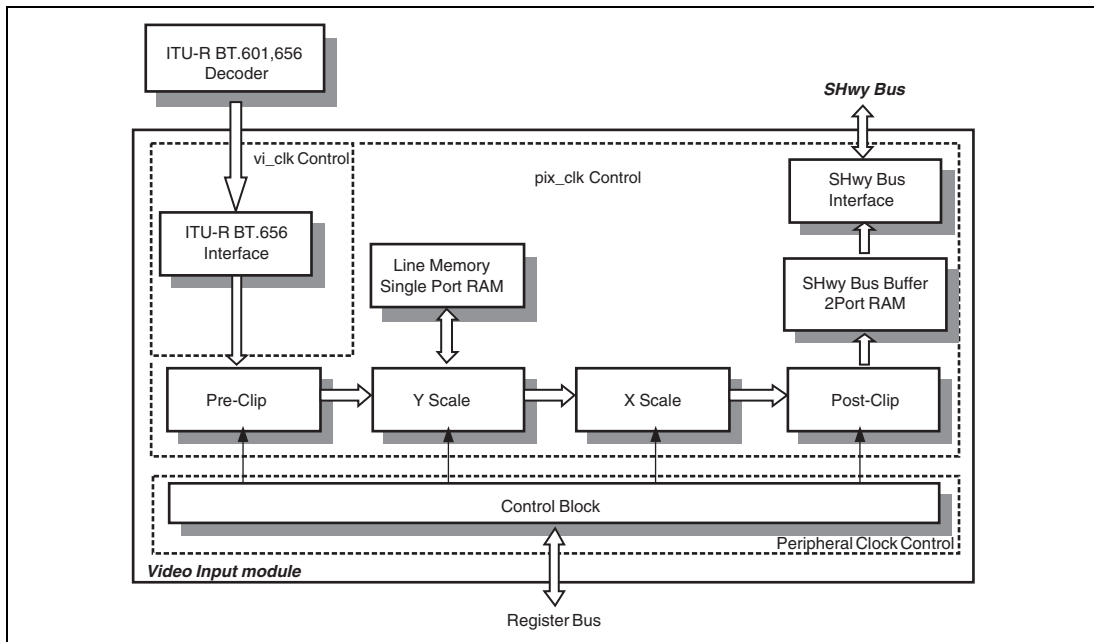 ITU-R BT.601,656
Decoder
SHwy Bus
vi_clk Control
pix_clk Control
SHwy Bus
Interface
ITU-R BT.656
Interface
Line Memory
Single Port RAM
SHwy Bus Buffer
2Port RAM
Pre-Clip
Y Scale
X Scale
Post-Clip
Control Block
Peripheral Clock Control
Video Input module
Register Bus